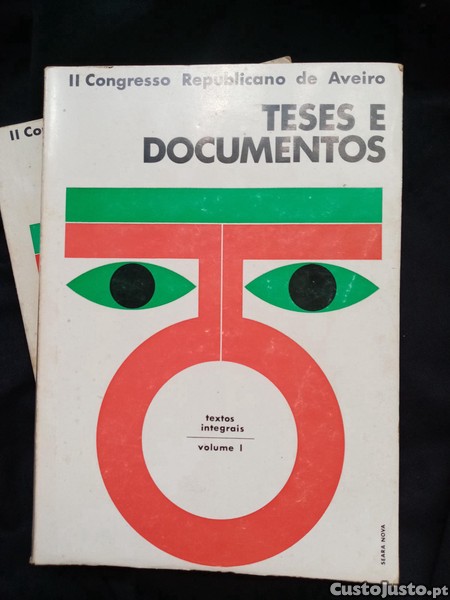 II Congresso Republicano de Aveiro
TESES E
DOCUMENTOS
II Co
textos
integrais
volume I
SEARA NOVA
CustoJusto.pt